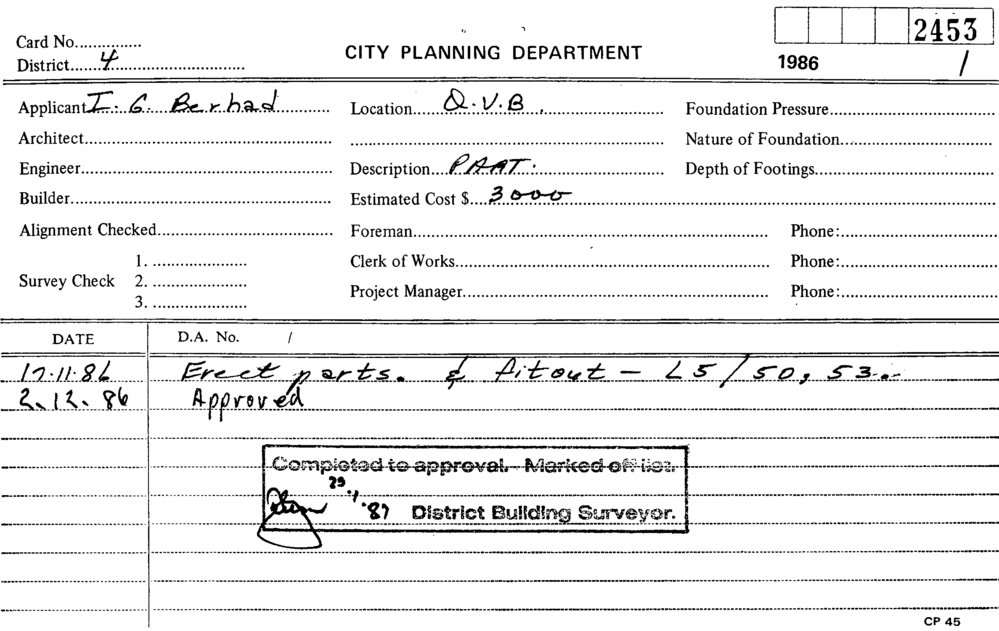 2453
Card No...............
CITY PLANNING DEPARTMENT
District......4..............................
1986 /
Applicant I. G. Berhad Location Q.V.B. Foundation Pressure
Architect Nature of Foundation
Engineer Description PART. Depth of Footings
Builder Estimated Cost $ 3000
Alignment Checked Foreman Phone:
1. Clerk of Works Phone:
Survey Check 2.
Project Manager Phone:
3.
DATE D.A. No. /
17.11.86 Erect parts. & fitout - L5/50, 53.
2.12.86 Approved
Completed to approval. Marked off list.
29.1.87 District Building Surveyor.
CP 45